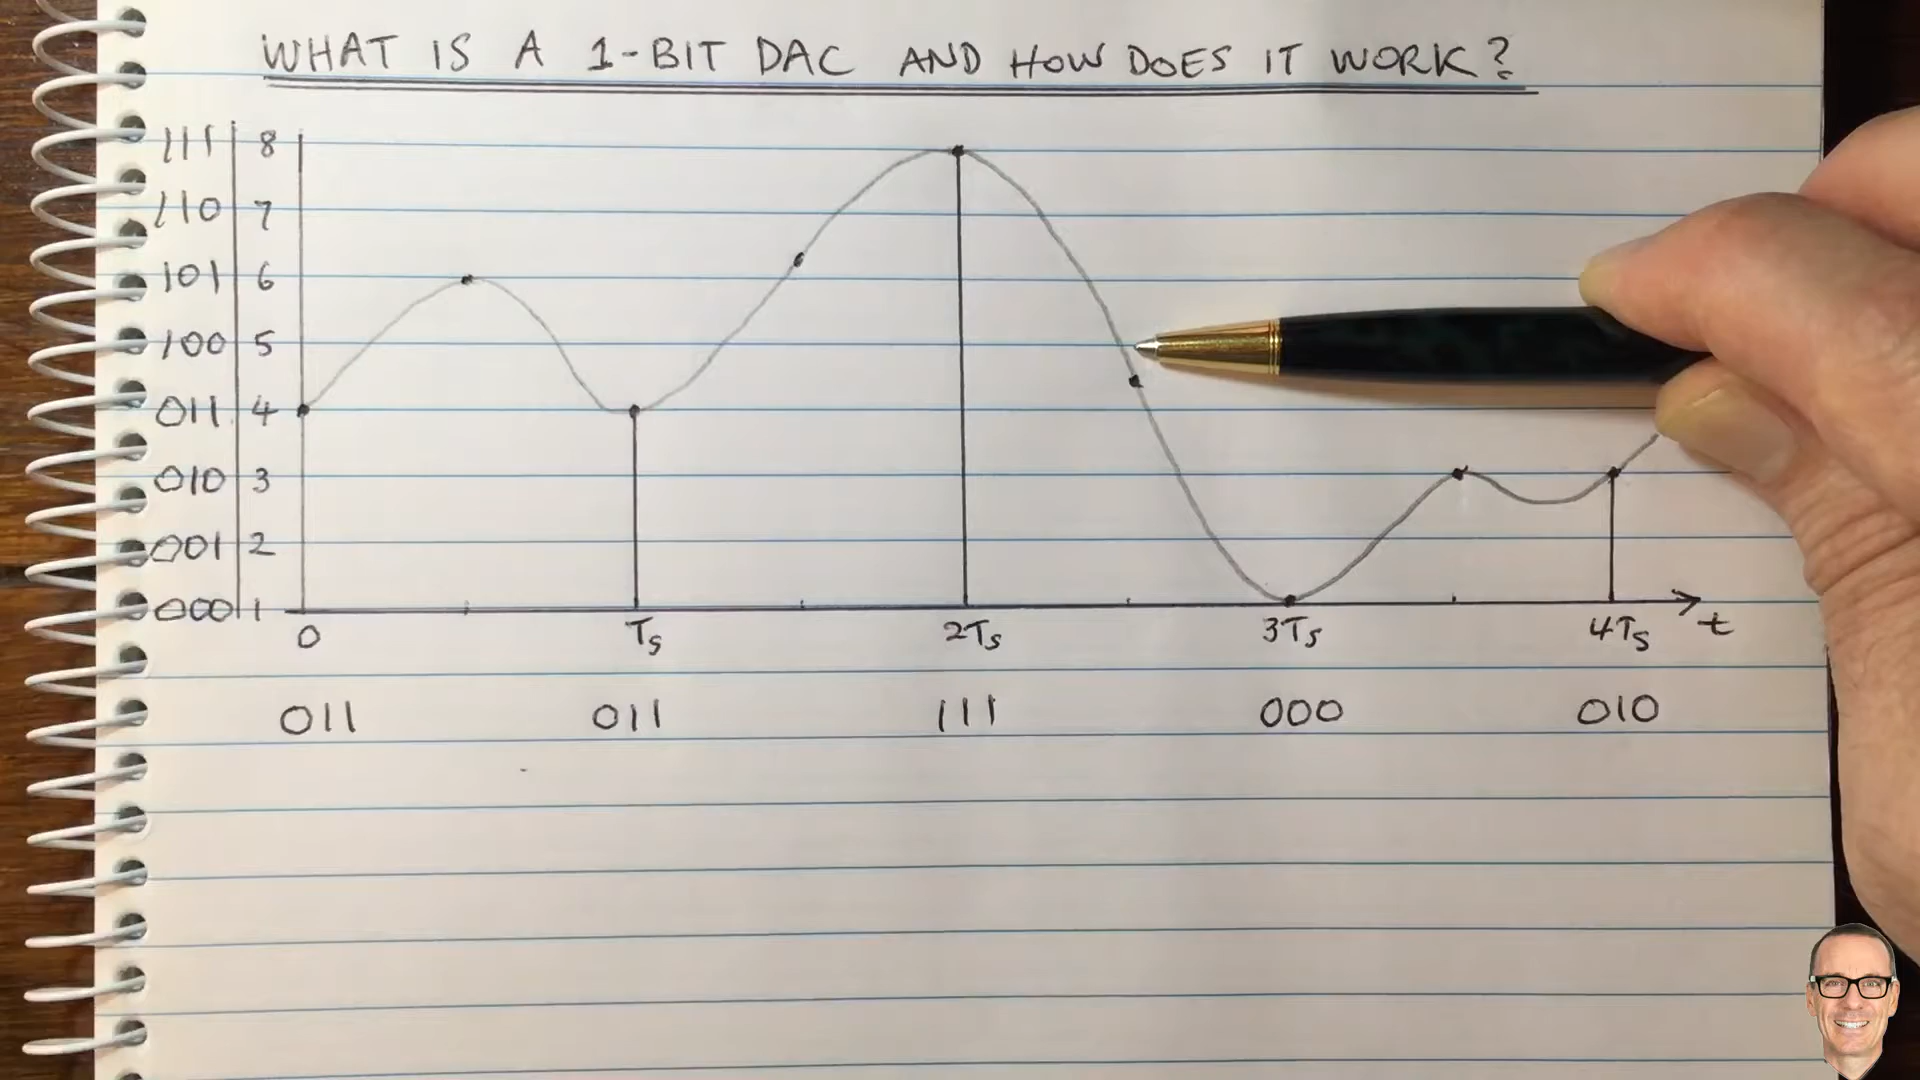 WHAT IS A 1-BIT DAC AND HOW DOES IT WORK?
111 8
110 7
101 6
100 5
011 4
010 3
001 2
000 1
0 Ts 2Ts 3Ts 4Ts t
011 011 111 000 010